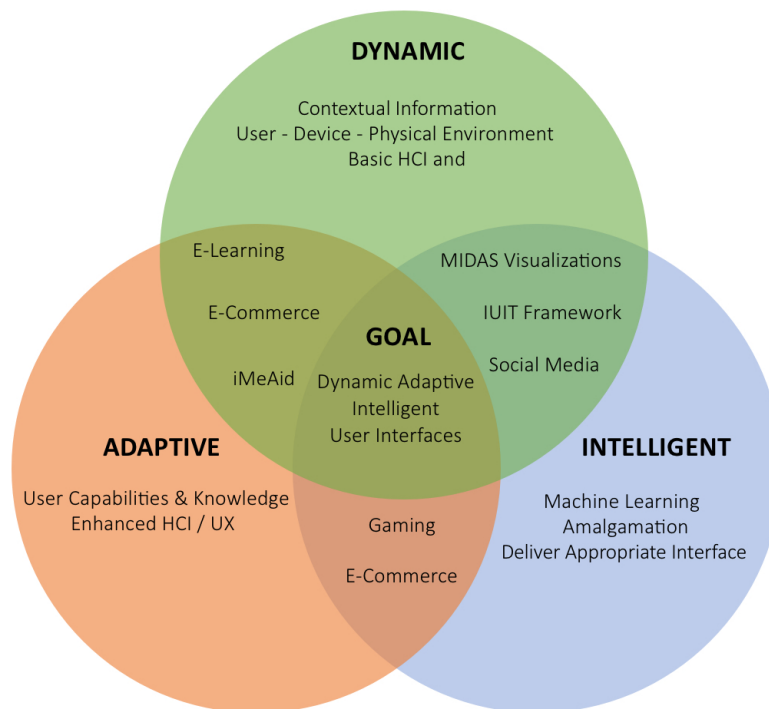 DYNAMIC
Contextual Information
User - Device - Physical Environment
Basic HCI and
E-Learning
E-Commerce
iMeAid
MIDAS Visualizations
IUIT Framework
Social Media
GOAL
Dynamic Adaptive
Intelligent
User Interfaces
ADAPTIVE
User Capabilities & Knowledge
Enhanced HCI / UX
INTELLIGENT
Machine Learning
Amalgamation
Deliver Appropriate Interface
Gaming
E-Commerce